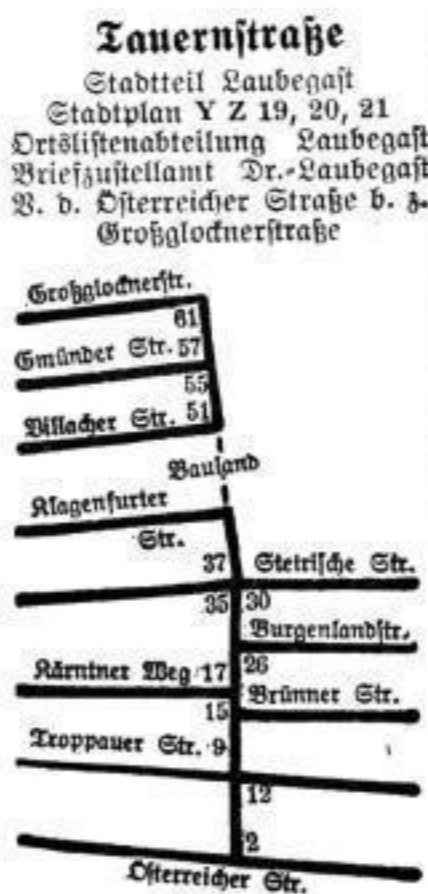 Tauernſtraße
Stadtteil Laubegaſt
Stadtplan Y Z 19, 20, 21
Ortsliſtenabteilung Laubegaſt
Briefzuſtellamt Dr.-Laubegaſt
V. d. Öſterreicher Straße b. z.
Großglocknerſtraße
Großglocknerſtr.
61
Gmünder Str. 57
55
Villacher Str. 51
Bauland
Klagenfurter
Str.
37 Steiriſche Str.
35 30
Burgenlandſtr.
Kärntner Weg 17 26
15 Brünner Str.
Troppauer Str. 9
12
2
Öſterreicher Str.